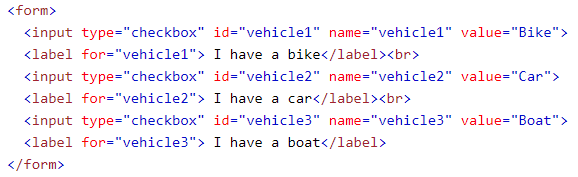 <form>
  <input type="checkbox" id="vehicle1" name="vehicle1" value="Bike">
  <label for="vehicle1"> I have a bike</label><br>
  <input type="checkbox" id="vehicle2" name="vehicle2" value="Car">
  <label for="vehicle2"> I have a car</label><br>
  <input type="checkbox" id="vehicle3" name="vehicle3" value="Boat">
  <label for="vehicle3"> I have a boat</label>
</form>